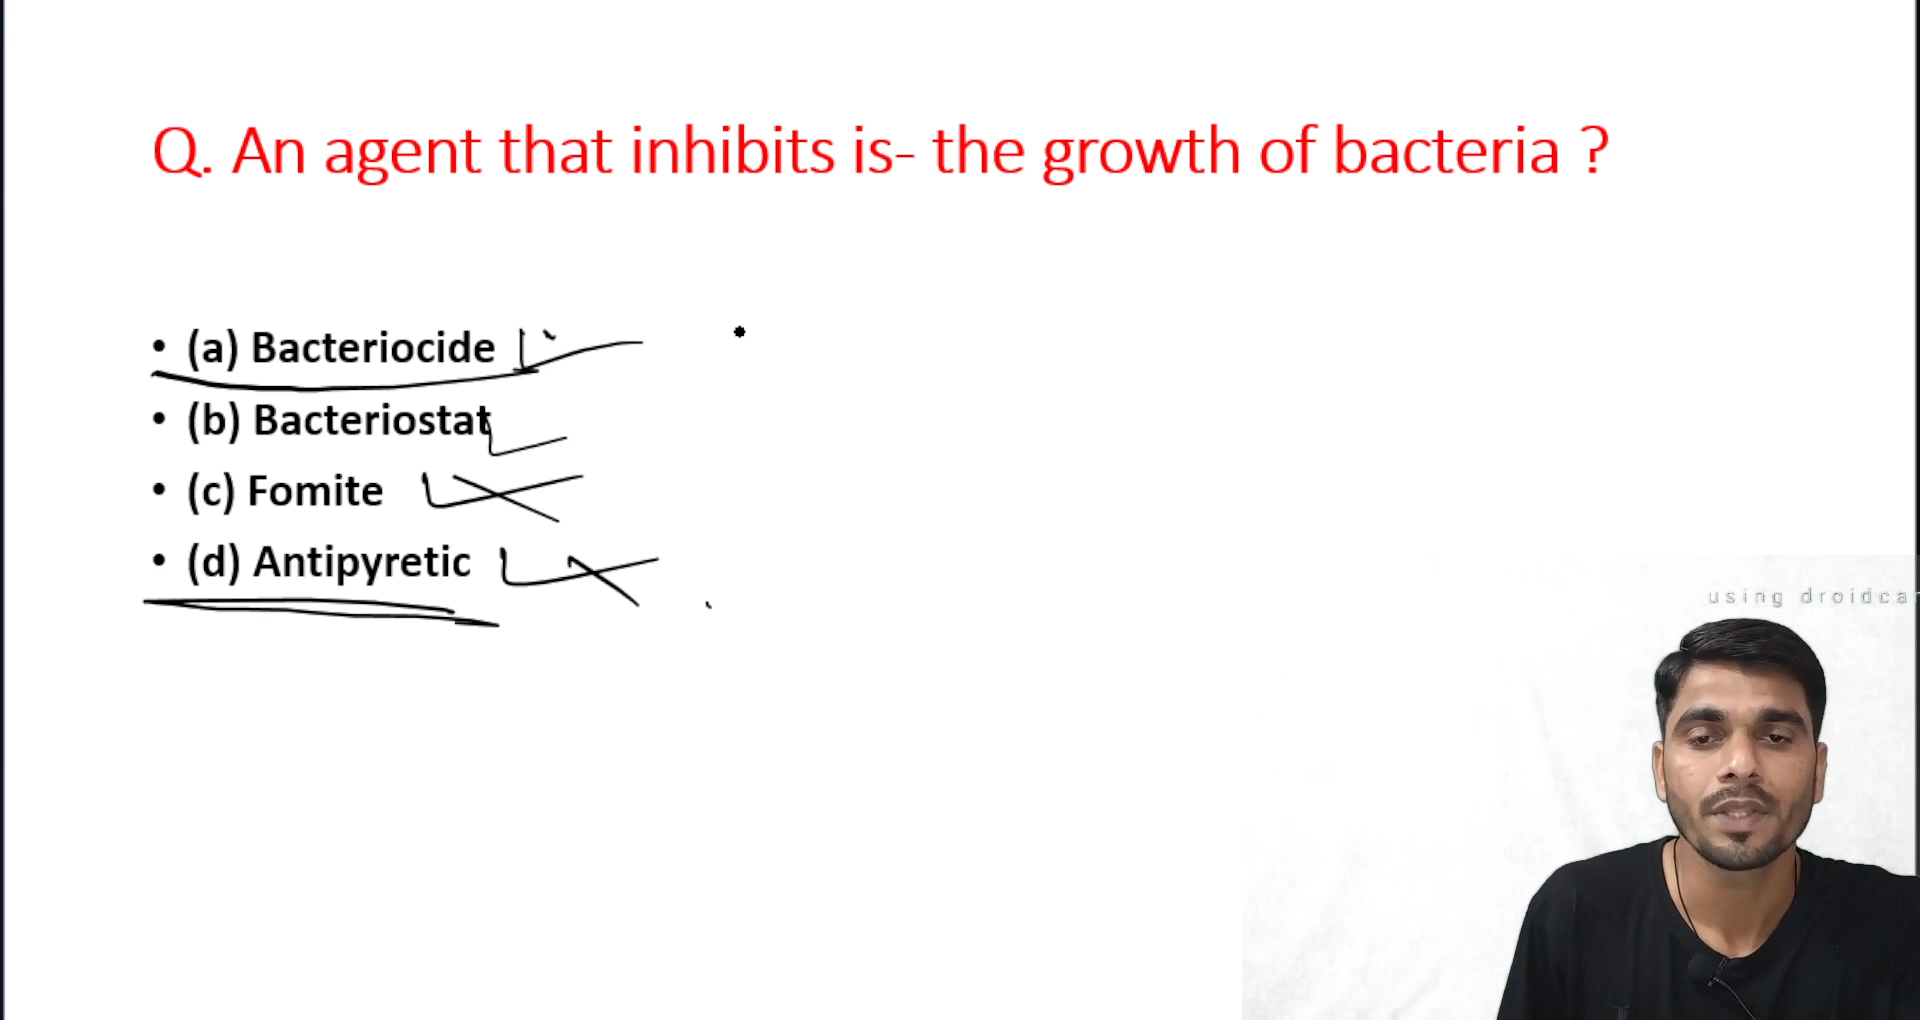 Q. An agent that inhibits is- the growth of bacteria ?
• (a) Bacteriocide
• (b) Bacteriostat
• (c) Fomite
• (d) Antipyretic
using droidca